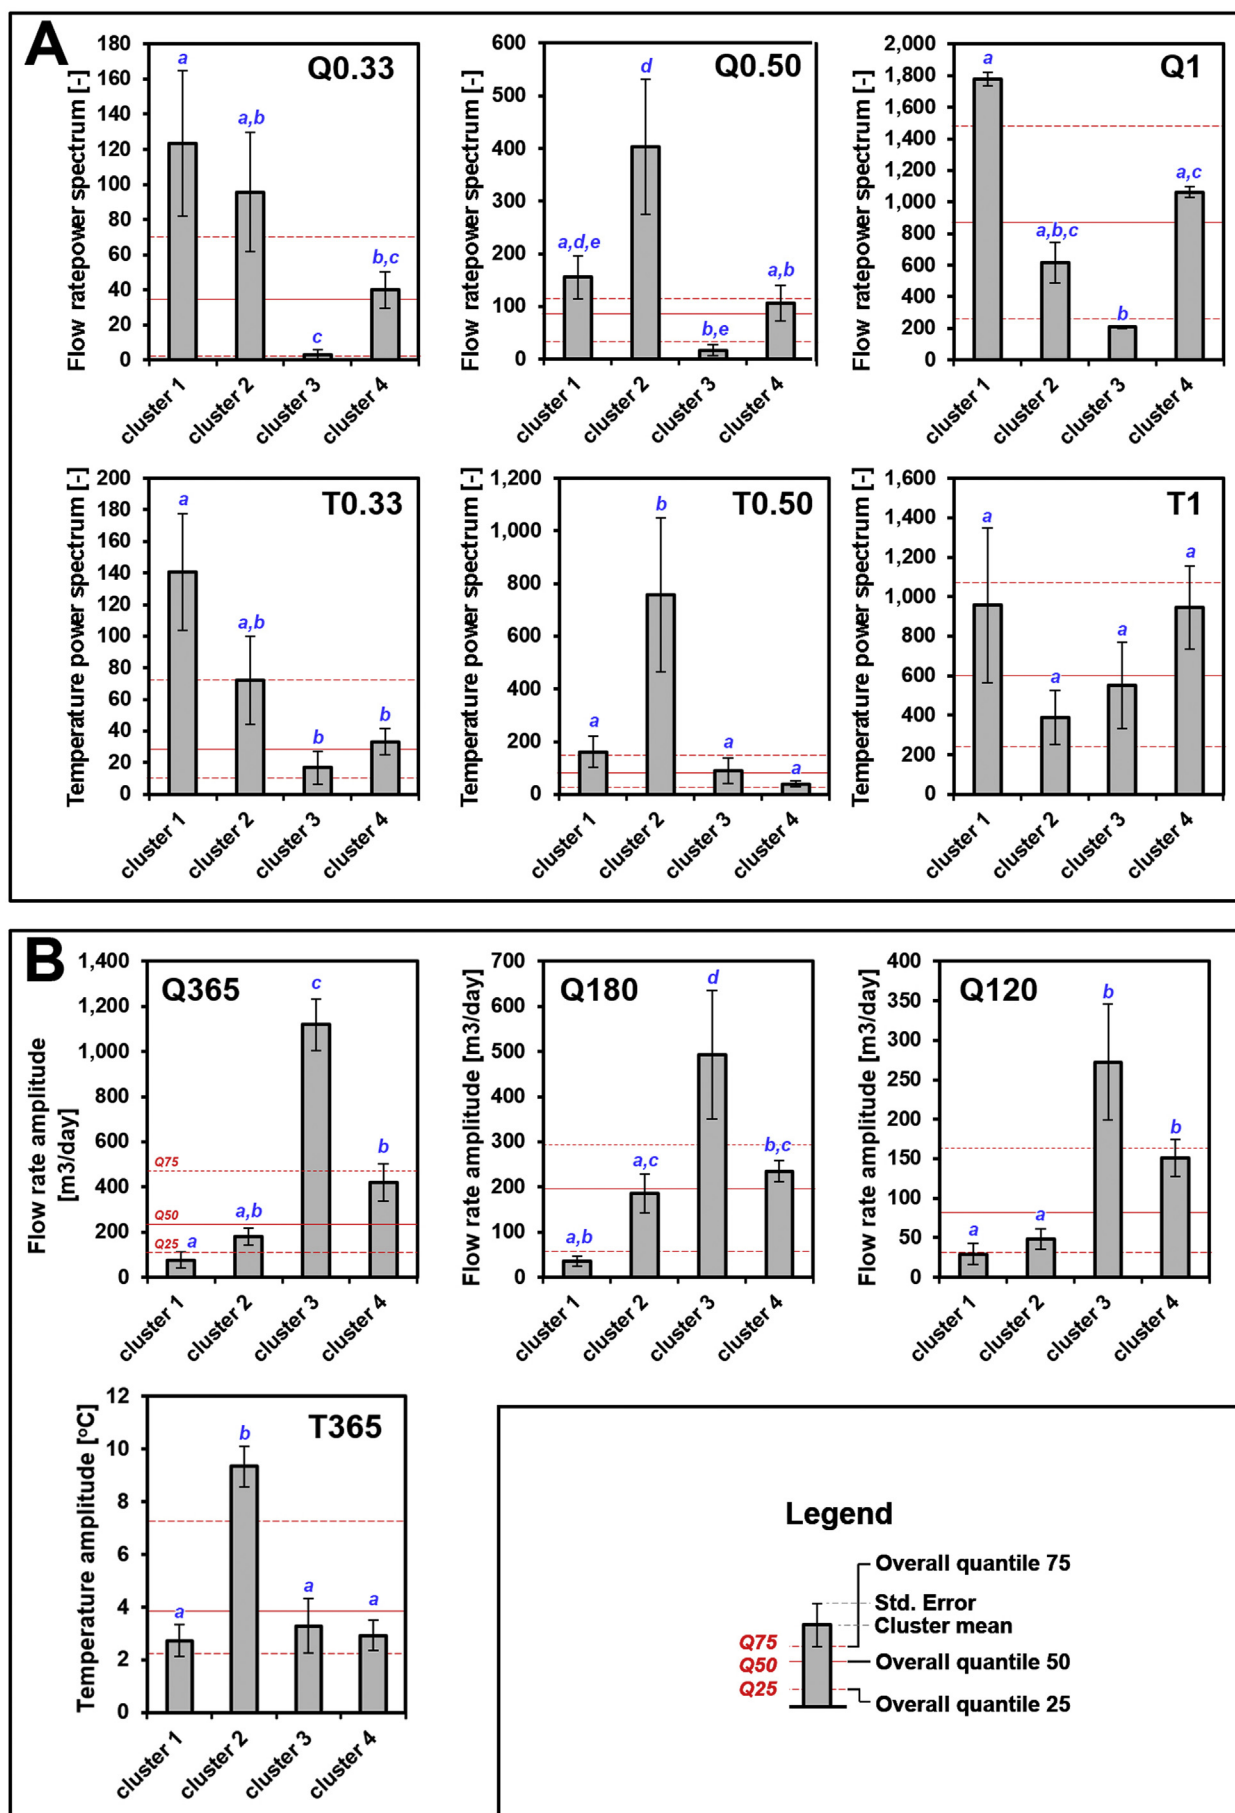 A
Q0.33
Flow ratepower spectrum [-]
180
160
140
120
100
80
60
40
20
0
a
a,b
c
b,c
cluster 1
cluster 2
cluster 3
cluster 4
Q0.50
Flow ratepower spectrum [-]
600
500
400
300
200
100
0
a,d,e
d
b,e
a,b
cluster 1
cluster 2
cluster 3
cluster 4
Q1
Flow ratepower spectrum [-]
2,000
1,800
1,600
1,400
1,200
1,000
800
600
400
200
0
a
a,b,c
b
a,c
cluster 1
cluster 2
cluster 3
cluster 4
T0.33
Temperature power spectrum [-]
200
180
160
140
120
100
80
60
40
20
0
a
a,b
b
b
cluster 1
cluster 2
cluster 3
cluster 4
T0.50
Temperature power spectrum [-]
1,200
1,000
800
600
400
200
0
a
b
a
a
cluster 1
cluster 2
cluster 3
cluster 4
T1
Temperature power spectrum [-]
1,600
1,400
1,200
1,000
800
600
400
200
0
a
a
a
a
cluster 1
cluster 2
cluster 3
cluster 4
B
Q365
Flow rate amplitude
[m3/day]
1,400
1,200
1,000
800
600
400
200
0
Q75
Q50
Q25
a
a,b
c
b
cluster 1
cluster 2
cluster 3
cluster 4
Q180
Flow rate amplitude [m3/day]
700
600
500
400
300
200
100
0
a,b
a,c
d
b,c
cluster 1
cluster 2
cluster 3
cluster 4
Q120
Flow rate amplitude [m3/day]
400
350
300
250
200
150
100
50
0
a
a
b
b
cluster 1
cluster 2
cluster 3
cluster 4
T365
Temperature amplitude [ºC]
12
10
8
6
4
2
0
a
b
a
a
cluster 1
cluster 2
cluster 3
cluster 4
Legend
Overall quantile 75
Std. Error
Cluster mean
Q75
Q50
Overall quantile 50
Q25
Overall quantile 25